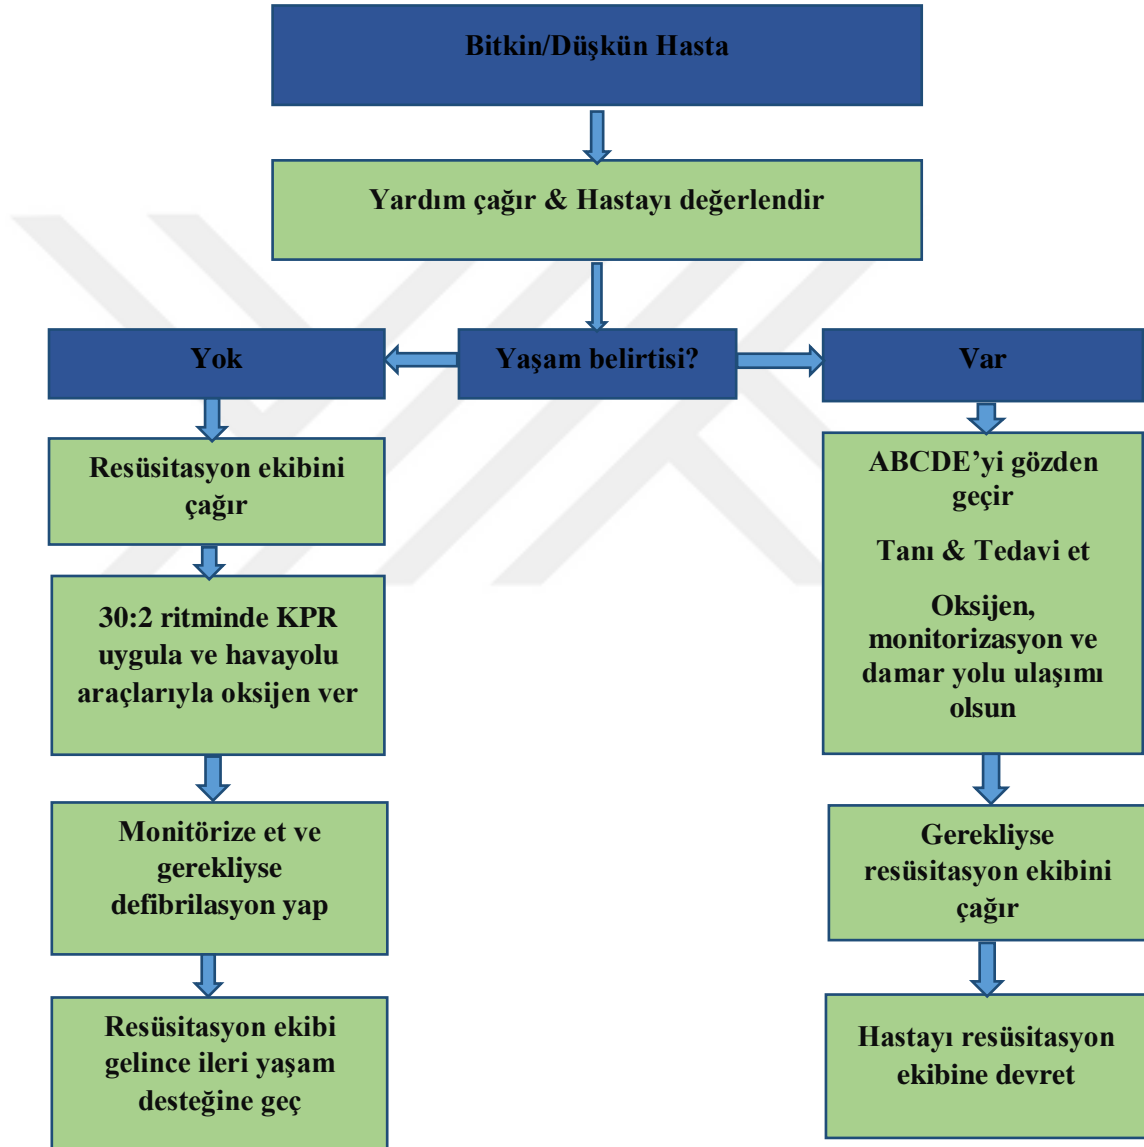 Bitkin/Düşkün Hasta
Yardım çağır & Hastayı değerlendir
Yok
Yaşam belirtisi?
Var
Resüsitasyon ekibini
çağır
30:2 ritminde KPR
uygula ve havayolu
araçlarıyla oksijen ver
Monitörize et ve
gerekliyse
defibrilasyon yap
Resüsitasyon ekibi
gelince ileri yaşam
desteğine geç
ABCDE’yi gözden
geçir
Tanı & Tedavi et
Oksijen,
monitorizasyon ve
damar yolu ulaşımı
olsun
Gerekliyse
resüsitasyon ekibini
çağır
Hastayı resüsitasyon
ekibine devret